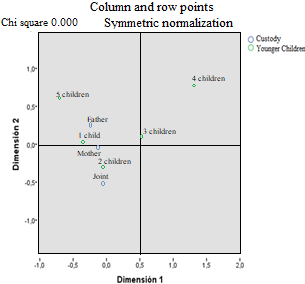 Column and row points
Chi square 0.000 Symmetric normalization
Custody
Younger Children
4 children
5 children
Father
3 children
1 child
Mother
2 children
Joint
Dimensión 2
1,0
0,5
0,0
-0,5
-1,0
-1,0 -0,5 0,0 0,5 1,0 1,5 2,0
Dimensión 1